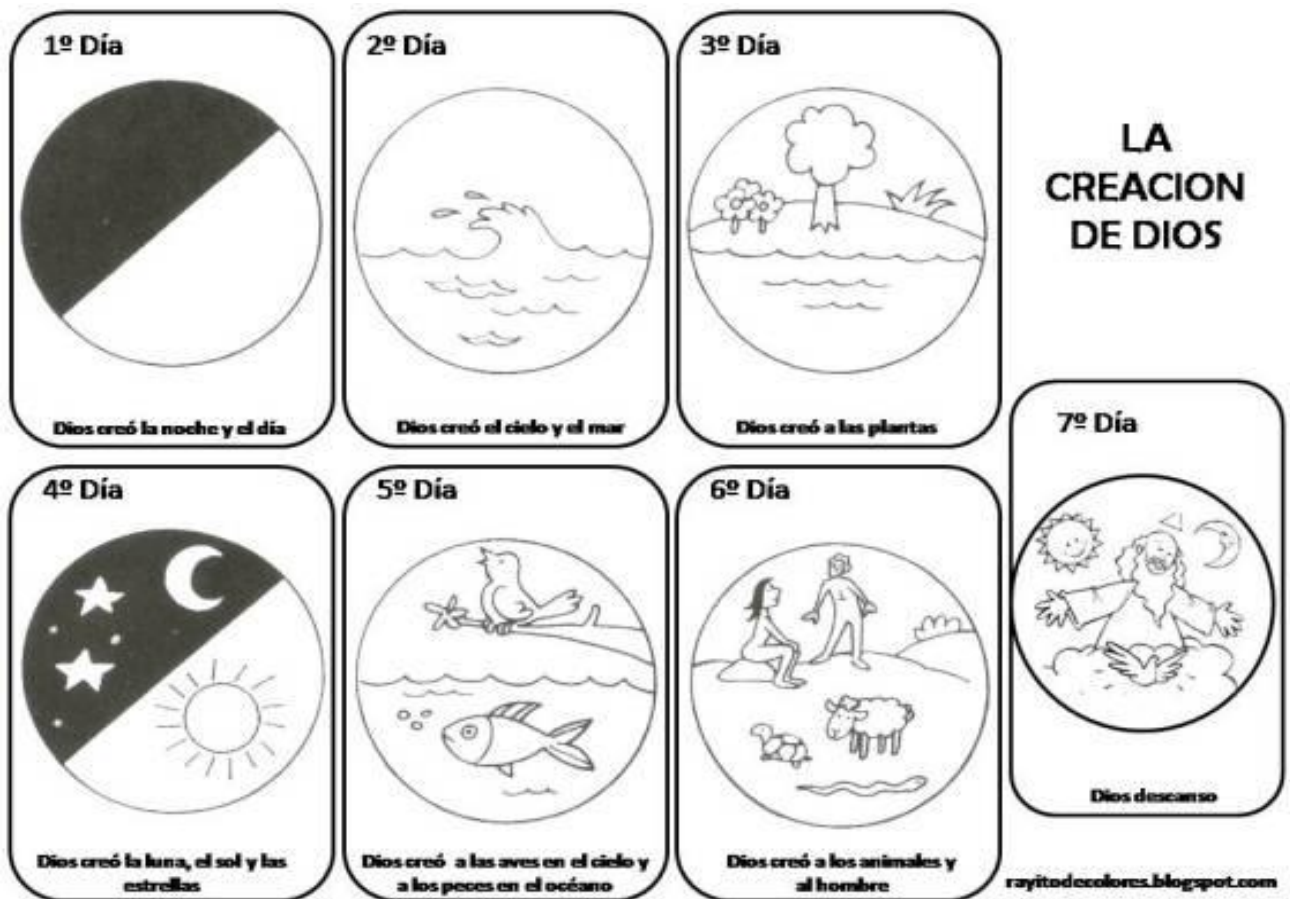 1º Día
Dios creó la noche y el día
2º Día
Dios creó el cielo y el mar
3º Día
Dios creó a las plantas
LA
CREACION
DE DIOS
4º Día
Dios creó la luna, el sol y las
estrellas
5º Día
Dios creó a las aves en el cielo y
a los peces en el océano
6º Día
Dios creó a los animales y
al hombre
7º Día
Dios descanso
rayitodecolores.blogspot.com